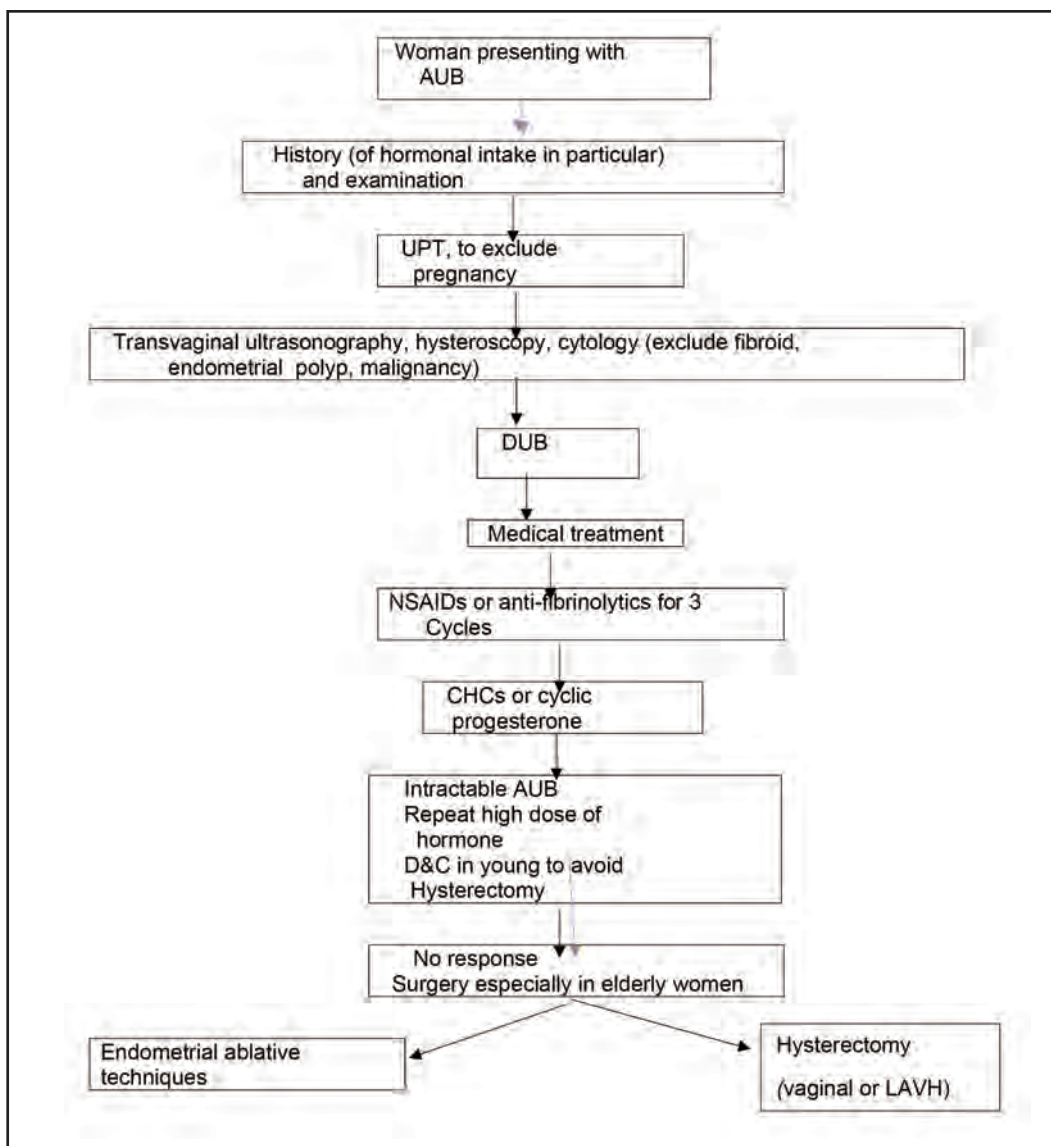 Woman presenting with
AUB
History (of hormonal intake in particular)
and examination
UPT, to exclude
pregnancy
Transvaginal ultrasonography, hysteroscopy, cytology (exclude fibroid,
endometrial polyp, malignancy)
DUB
Medical treatment
NSAIDs or anti-fibrinolytics for 3
Cycles
CHCs or cyclic
progesterone
Intractable AUB
Repeat high dose of
hormone
D&C in young to avoid
Hysterectomy
No response
Surgery especially in elderly women
Endometrial ablative
techniques
Hysterectomy
(vaginal or LAVH)